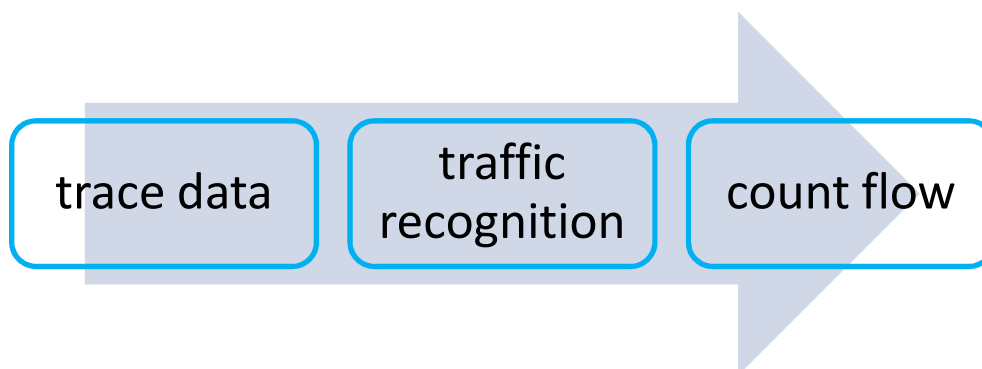 trace data
traffic
recognition
count flow